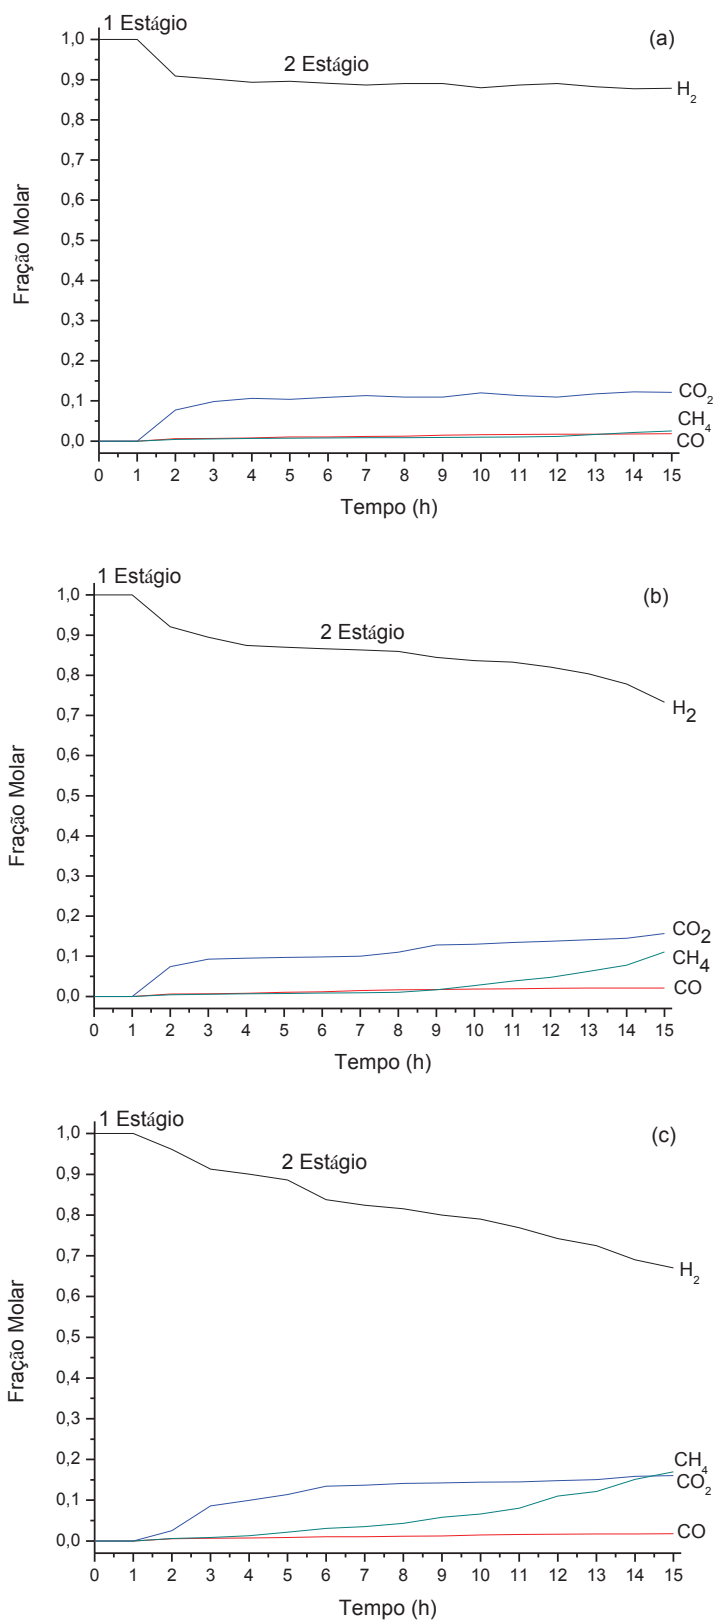 1 Estágio
(a)
1,0
2 Estágio
0,9
H2
0,8
0,7
0,6
Fração Molar
0,5
0,4
0,3
0,2
CO2
0,1
CH4
CO
0,0
0 1 2 3 4 5 6 7 8 9 10 11 12 13 14 15
Tempo (h)
1 Estágio
(b)
1,0
2 Estágio
0,9
0,8
H2
0,7
0,6
Fração Molar
0,5
0,4
0,3
0,2
CO2
0,1
CH4
CO
0,0
0 1 2 3 4 5 6 7 8 9 10 11 12 13 14 15
Tempo (h)
1 Estágio
(c)
1,0
2 Estágio
0,9
0,8
0,7
H2
0,6
Fração Molar
0,5
0,4
0,3
0,2
CH4
CO2
0,1
CO
0,0
0 1 2 3 4 5 6 7 8 9 10 11 12 13 14 15
Tempo (h)